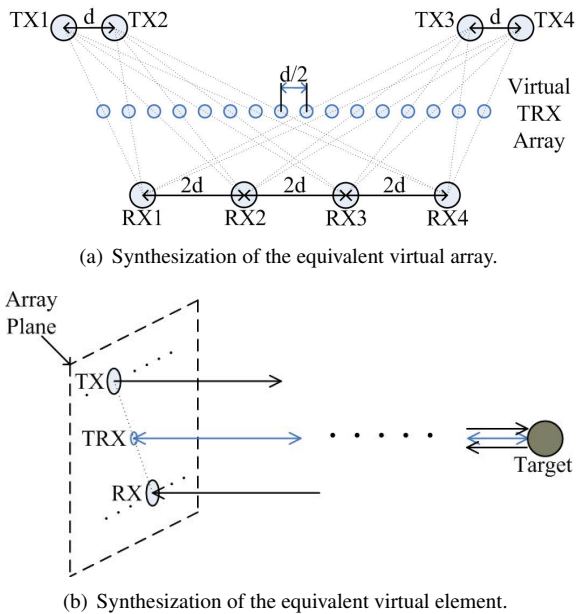 TX1 d TX2 TX3 d TX4
d/2
Virtual
TRX
Array
2d 2d 2d
RX1 RX2 RX3 RX4
(a) Synthesization of the equivalent virtual array.
Array
Plane
TX
TRX
RX
Target
(b) Synthesization of the equivalent virtual element.